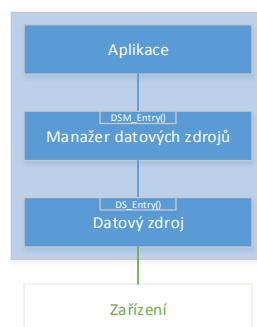 Aplikace
DSM_Entry()
Manažer datových zdrojů
DS_Entry()
Datový zdroj
Zařízení